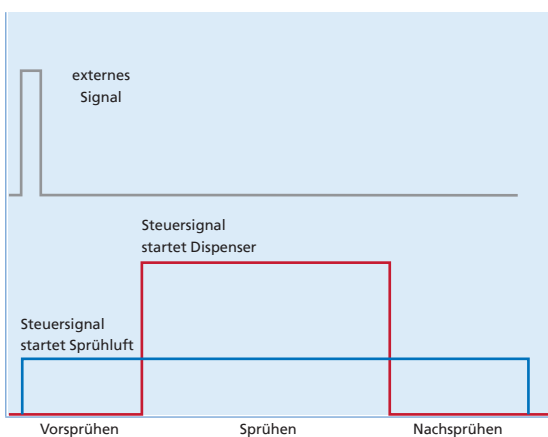 externes
Signal
Steuersignal
startet Dispenser
Steuersignal
startet Sprühluft
Vorsprühen Sprühen Nachsprühen